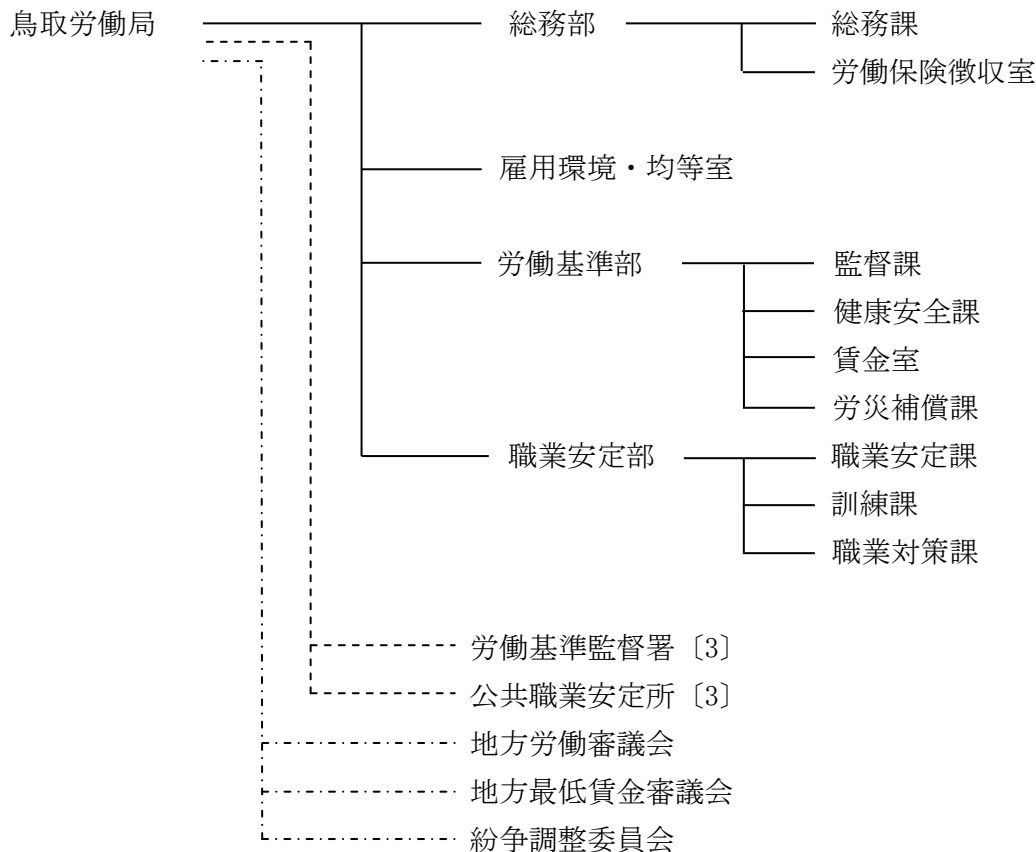 鳥取労働局 総務部 総務課
労働保険徴収室
雇用環境・均等室
労働基準部 監督課
健康安全課
賃金室
労災補償課
職業安定部 職業安定課
訓練課
職業対策課
労働基準監督署〔3〕
公共職業安定所〔3〕
地方労働審議会
地方最低賃金審議会
紛争調整委員会